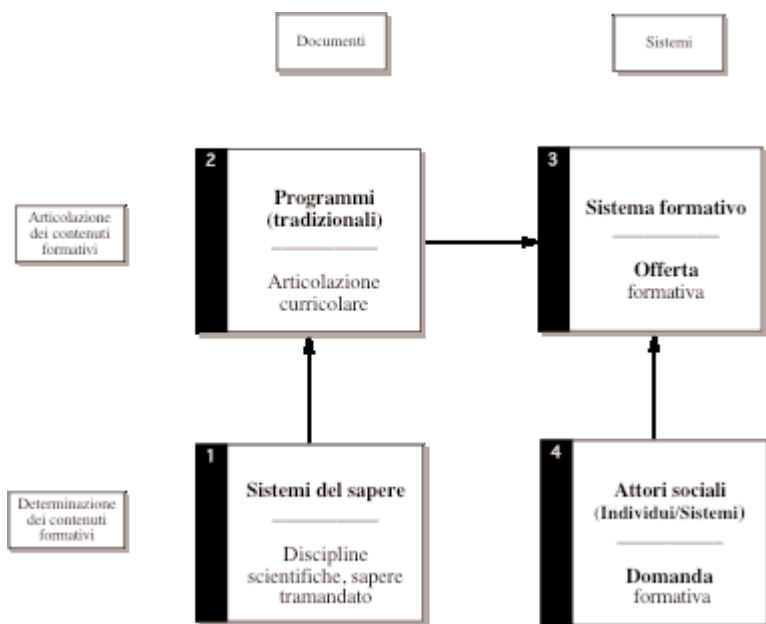 Documenti
Sistemi
2
Programmi
(tradizionali)
Articolazione
curricolare
3
Sistema formativo
Offerta
formativa
Articolazione
dei contenuti
formativi
1
Sistemi del sapere
Discipline
scientifiche, sapere
tramandato
4
Attori sociali
(Individui/Sistemi)
Domanda
formativa
Determinazione
dei contenuti
formativi